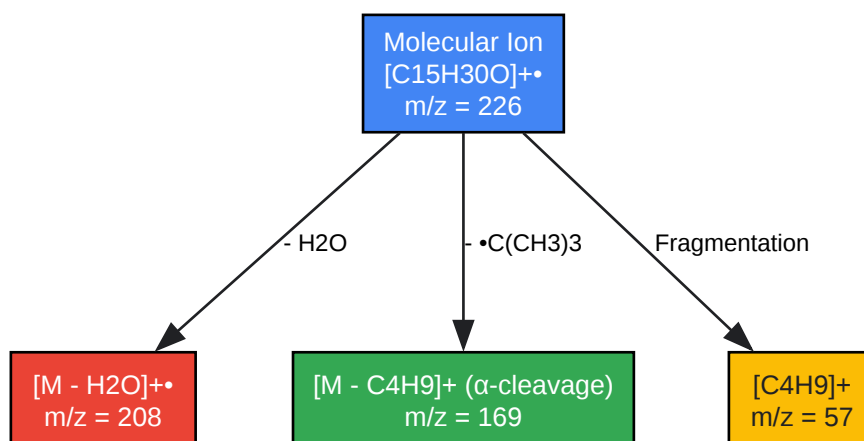 Molecular Ion
[C15H30O]+•
m/z = 226
- H2O
- •C(CH3)3
Fragmentation
[M - H2O]+•
m/z = 208
[M - C4H9]+ (α-cleavage)
m/z = 169
[C4H9]+
m/z = 57